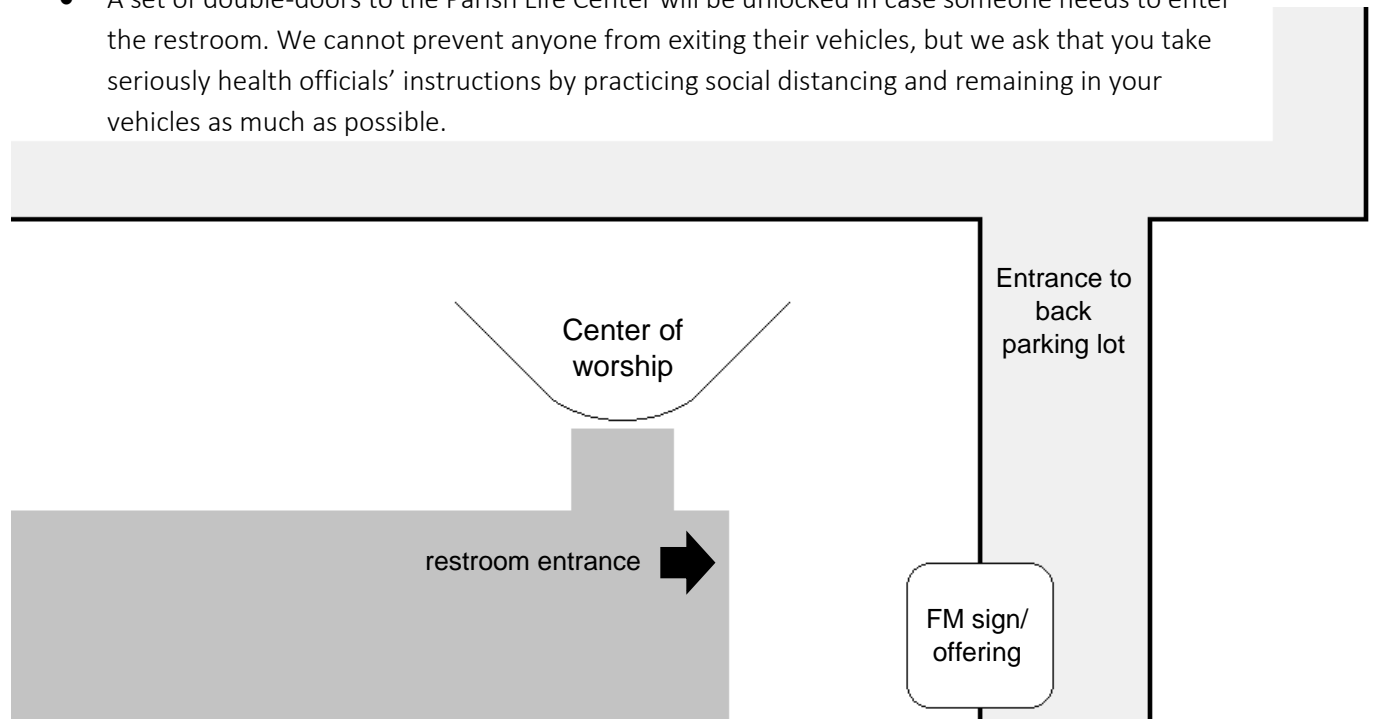 ● A set of double-doors to the Parish Life Center will be unlocked in case someone needs to enter
the restroom. We cannot prevent anyone from exiting their vehicles, but we ask that you take
seriously health officials’ instructions by practicing social distancing and remaining in your
vehicles as much as possible.
Entrance to
back
parking lot
Center of
worship
restroom entrance
FM sign/
offering